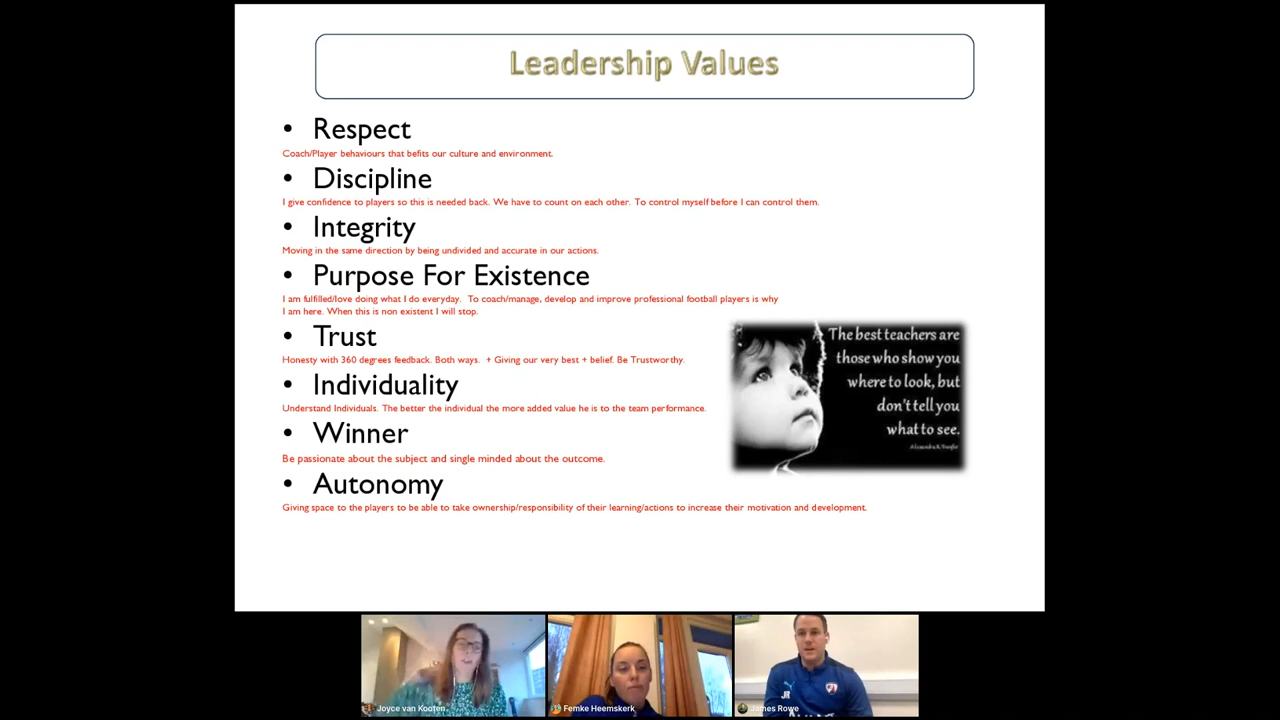 Leadership Values
• Respect
Coach/Player behaviours that befits our culture and environment.
• Discipline
I give confidence to players so this is needed back. We have to count on each other. To control myself before I can control them.
• Integrity
Moving in the same direction by being undivided and accurate in our actions.
• Purpose For Existence
I am fulfilled/love doing what I do everyday. To coach/manage, develop and improve professional football players is why
I am here. When this is non existent I will stop.
• Trust
Honesty with 360 degrees feedback. Both ways. + Giving our very best + belief. Be Trustworthy.
• Individuality
Understand Individuals. The better the individual the more added value he is to the team performance.
• Winner
Be passionate about the subject and single minded about the outcome.
• Autonomy
Giving space to the players to be able to take ownership/responsibility of their learning/actions to increase their motivation and development.
The best teachers are
those who show you
where to look, but
don't tell you
what to see.
Joyce van Kooten
Femke Heemskerk
JR
James Rowe